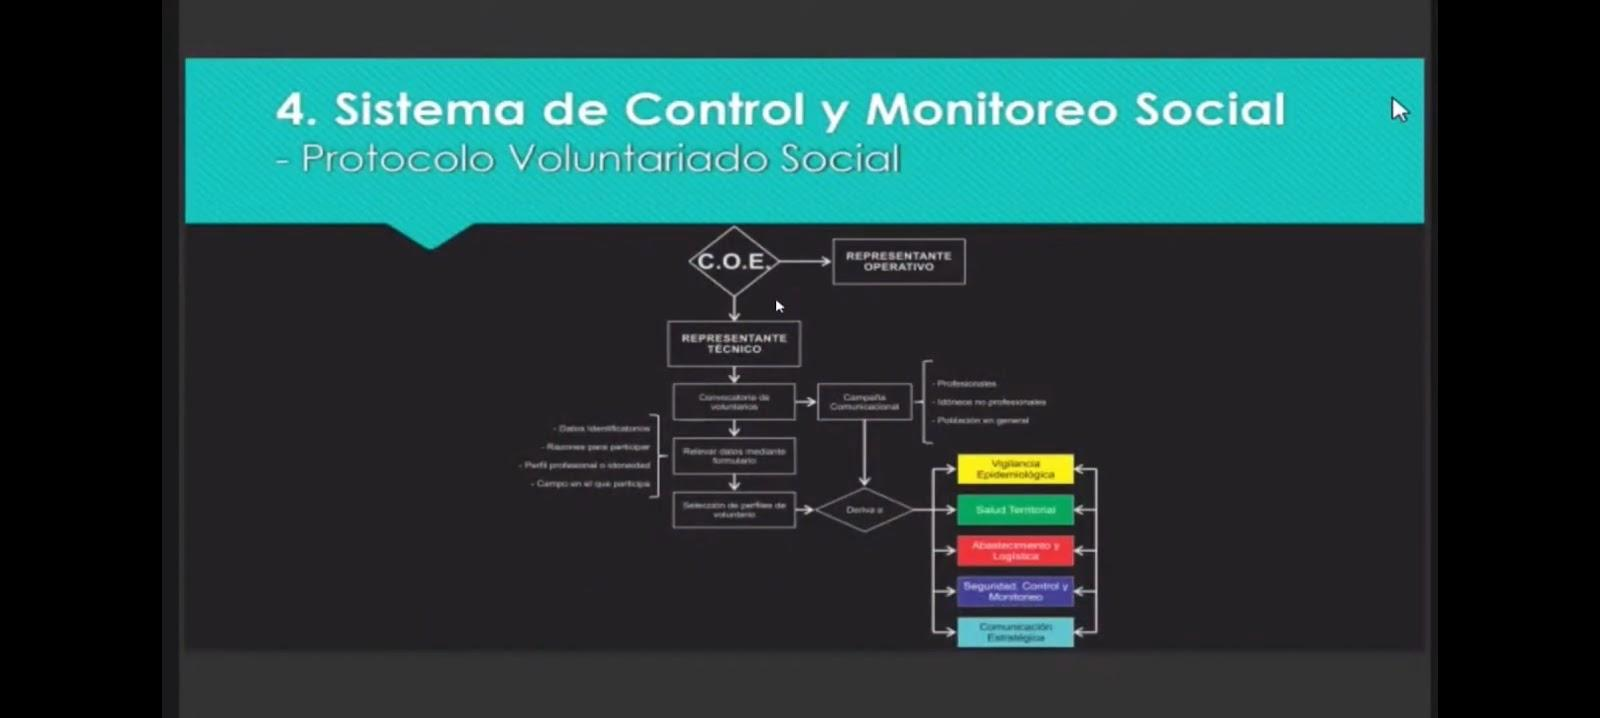 4. Sistema de Control y Monitoreo Social
- Protocolo Voluntariado Social
C.O.E.
REPRESENTANTE
OPERATIVO
REPRESENTANTE
TÉCNICO
Convocatoria de
voluntarios
Campaña
Comunicacional
- Profesionales
- Idóneos no profesionales
- Población en general
- Datos Identificatorios
- Razones para participar
- Perfil profesional o idoneidad
- Campo en el que participa
Relevar datos mediante
formulario
Selección de perfiles de
voluntario
Deriva a
Vigilancia
Epidemiológica
Salud Territorial
Abastecimiento y
Logística
Seguridad, Control y
Monitoreo
Comunicación
Estratégica